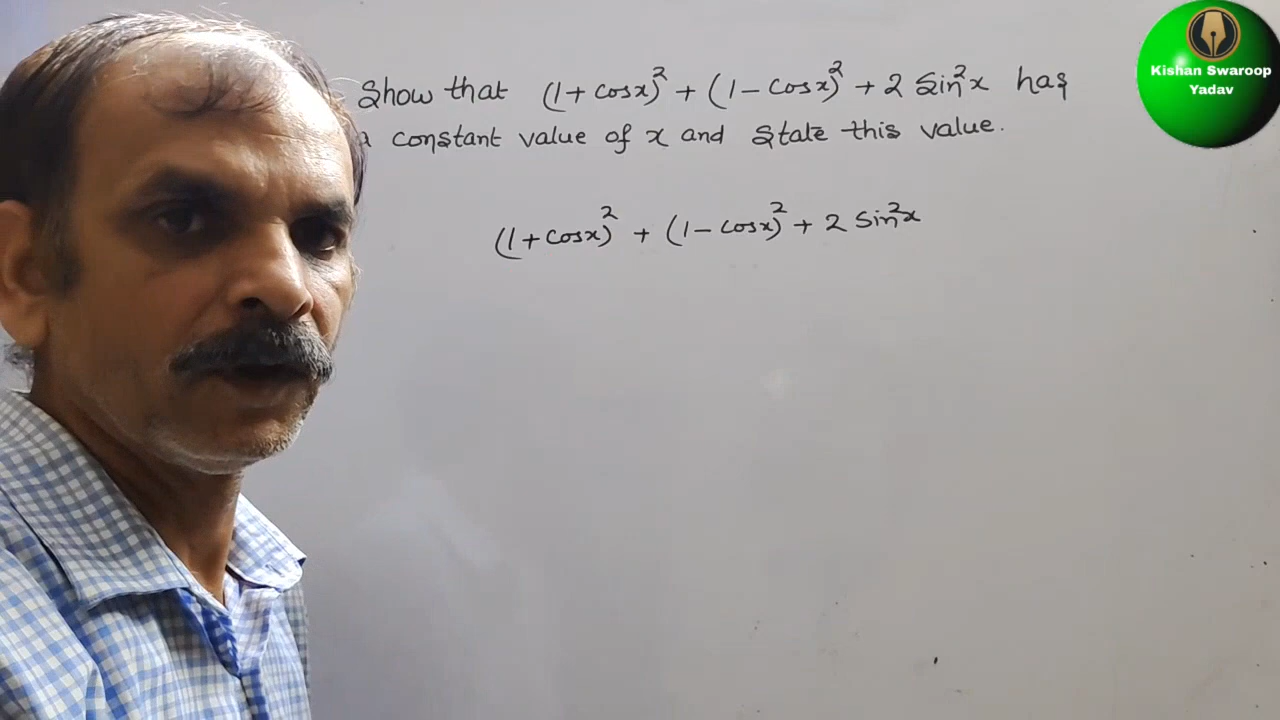 Show that (1 + cosx)² + (1 - cosx)² + 2 Sin²x has
a constant value of x and state this value.
(1 + cosx)² + (1 - cosx)² + 2 Sin²x
Kishan Swaroop
Yadav